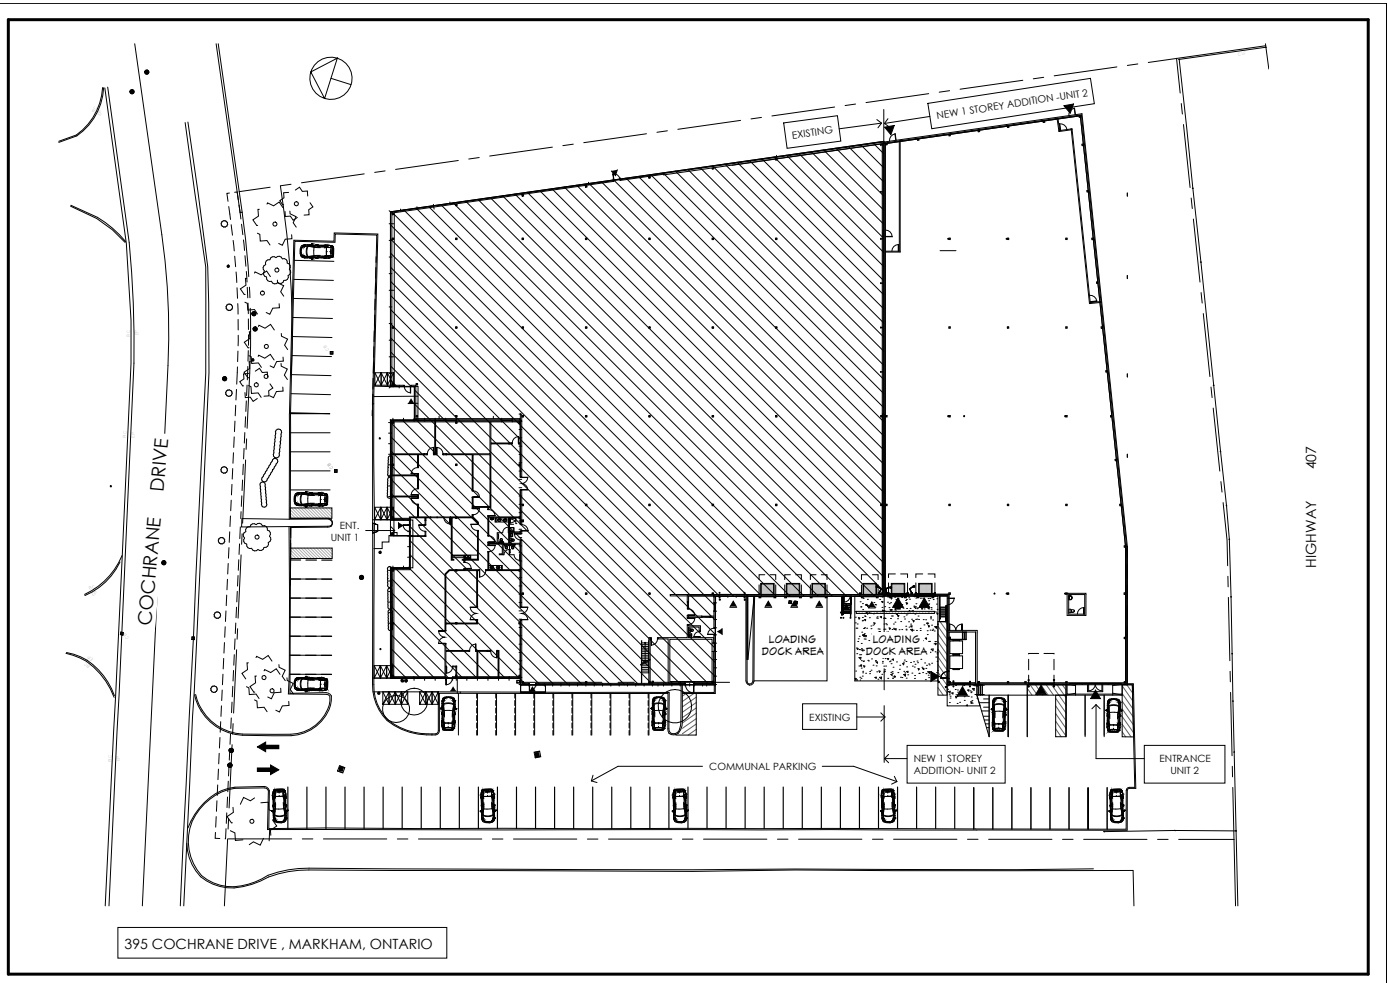 NEW 1 STOREY ADDITION -UNIT 2
EXISTING
COCHRANE DRIVE
HIGHWAY 407
ENT.
UNIT 1
LOADING
DOCK AREA
LOADING
DOCK AREA
EXISTING
NEW 1 STOREY
ADDITION- UNIT 2
ENTRANCE
UNIT 2
COMMUNAL PARKING
395 COCHRANE DRIVE , MARKHAM, ONTARIO